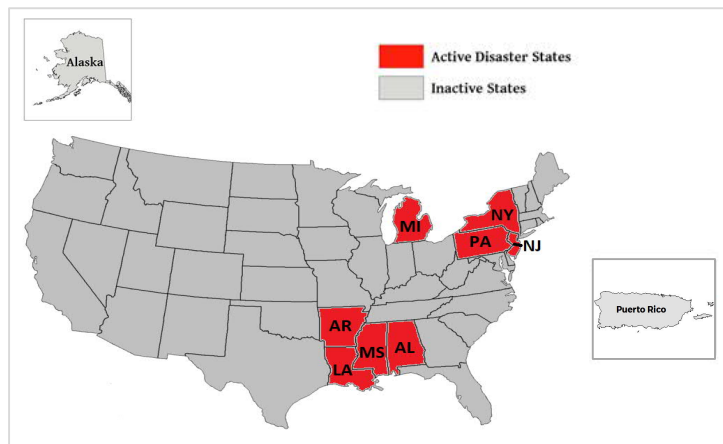 Alaska
Active Disaster States
Inactive States
MI
NY
PA
NJ
AR
MS
AL
LA
Puerto Rico